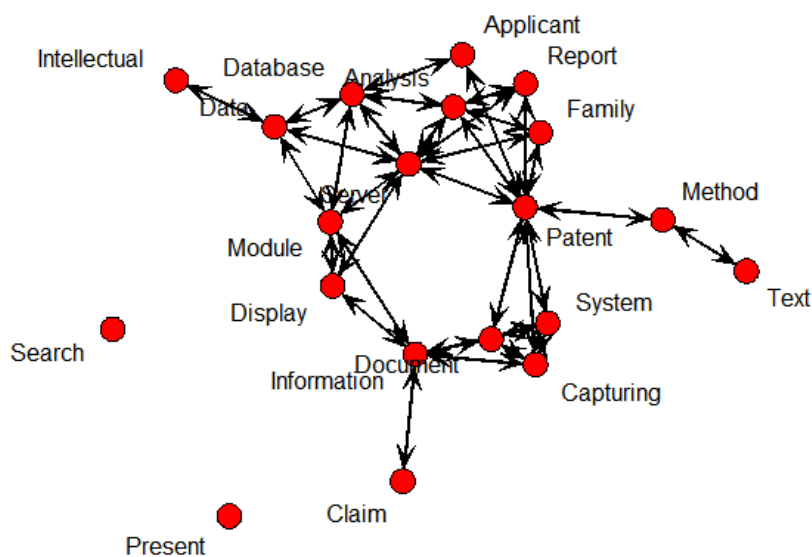 Applicant
Intellectual
Database
Analysis
Report
Data
Family
Server
Method
Module
Patent
Display
System
Text
Search
Information
Document
Capturing
Claim
Present